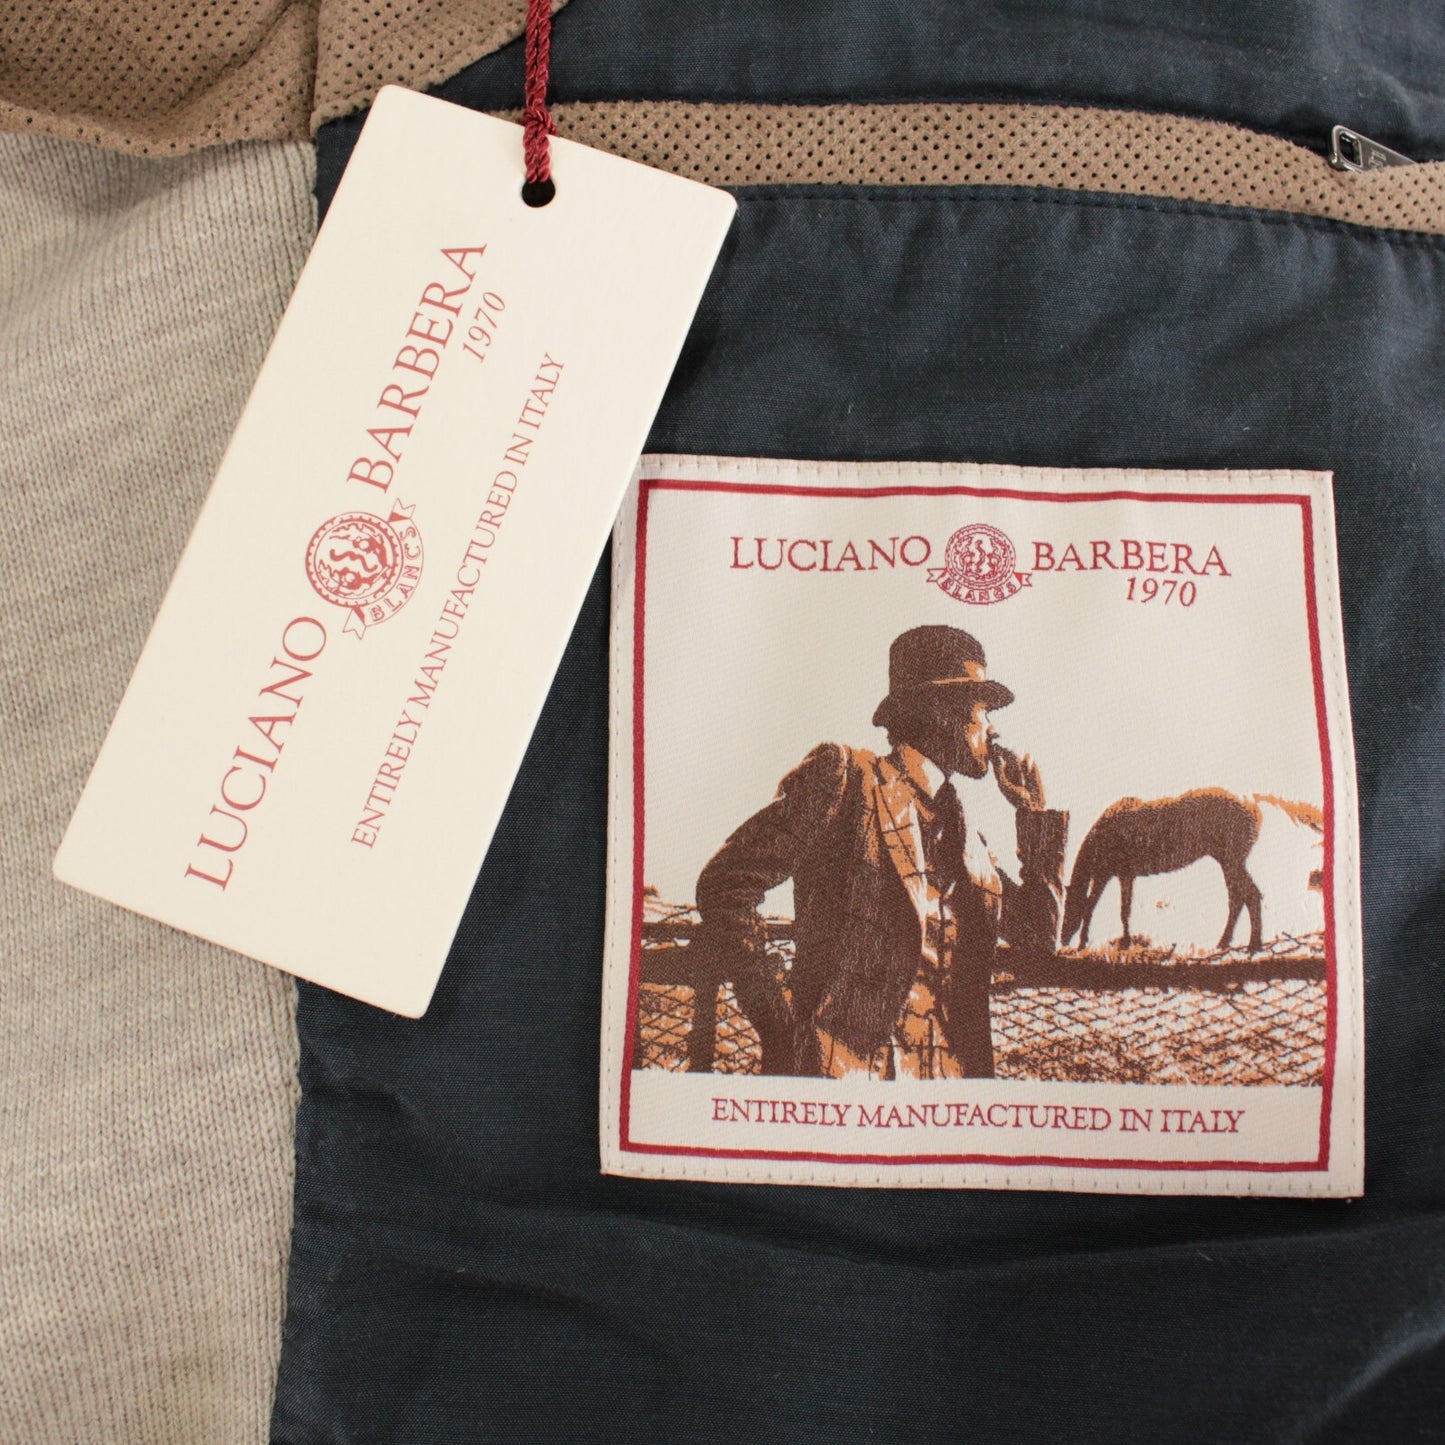 LUCIANO BLANCS BARBERA
1970
ENTIRELY MANUFACTURED IN ITALY
LUCIANO BLANCS BARBERA
1970
ENTIRELY MANUFACTURED IN ITALY